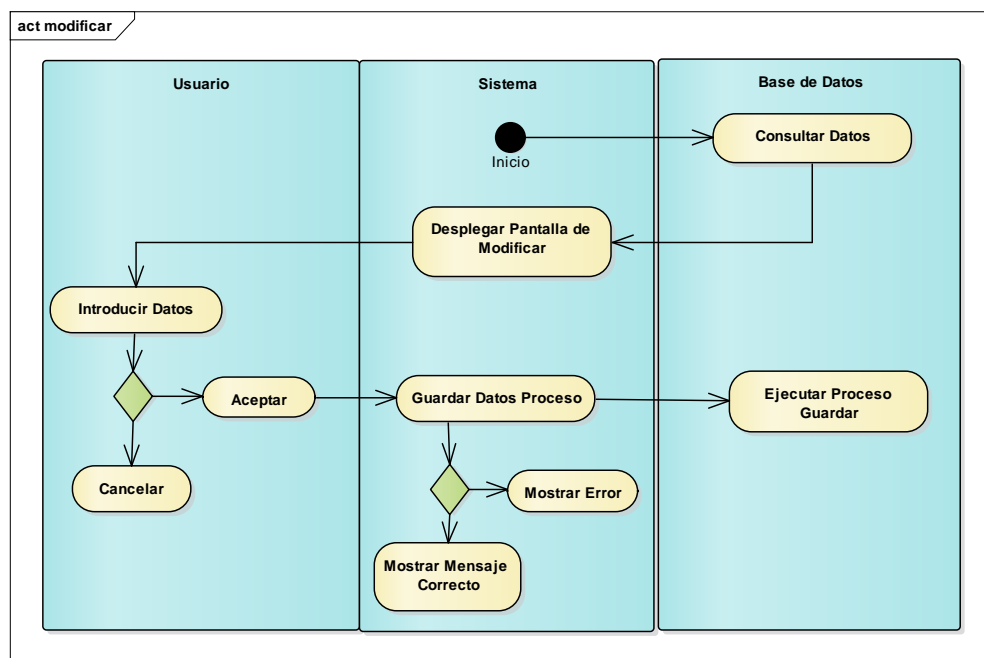 act modificar
Usuario
Sistema
Base de Datos
Consultar Datos
Inicio
Desplegar Pantalla de
Modificar
Introducir Datos
Aceptar
Guardar Datos Proceso
Ejecutar Proceso
Guardar
Cancelar
Mostrar Error
Mostrar Mensaje
Correcto